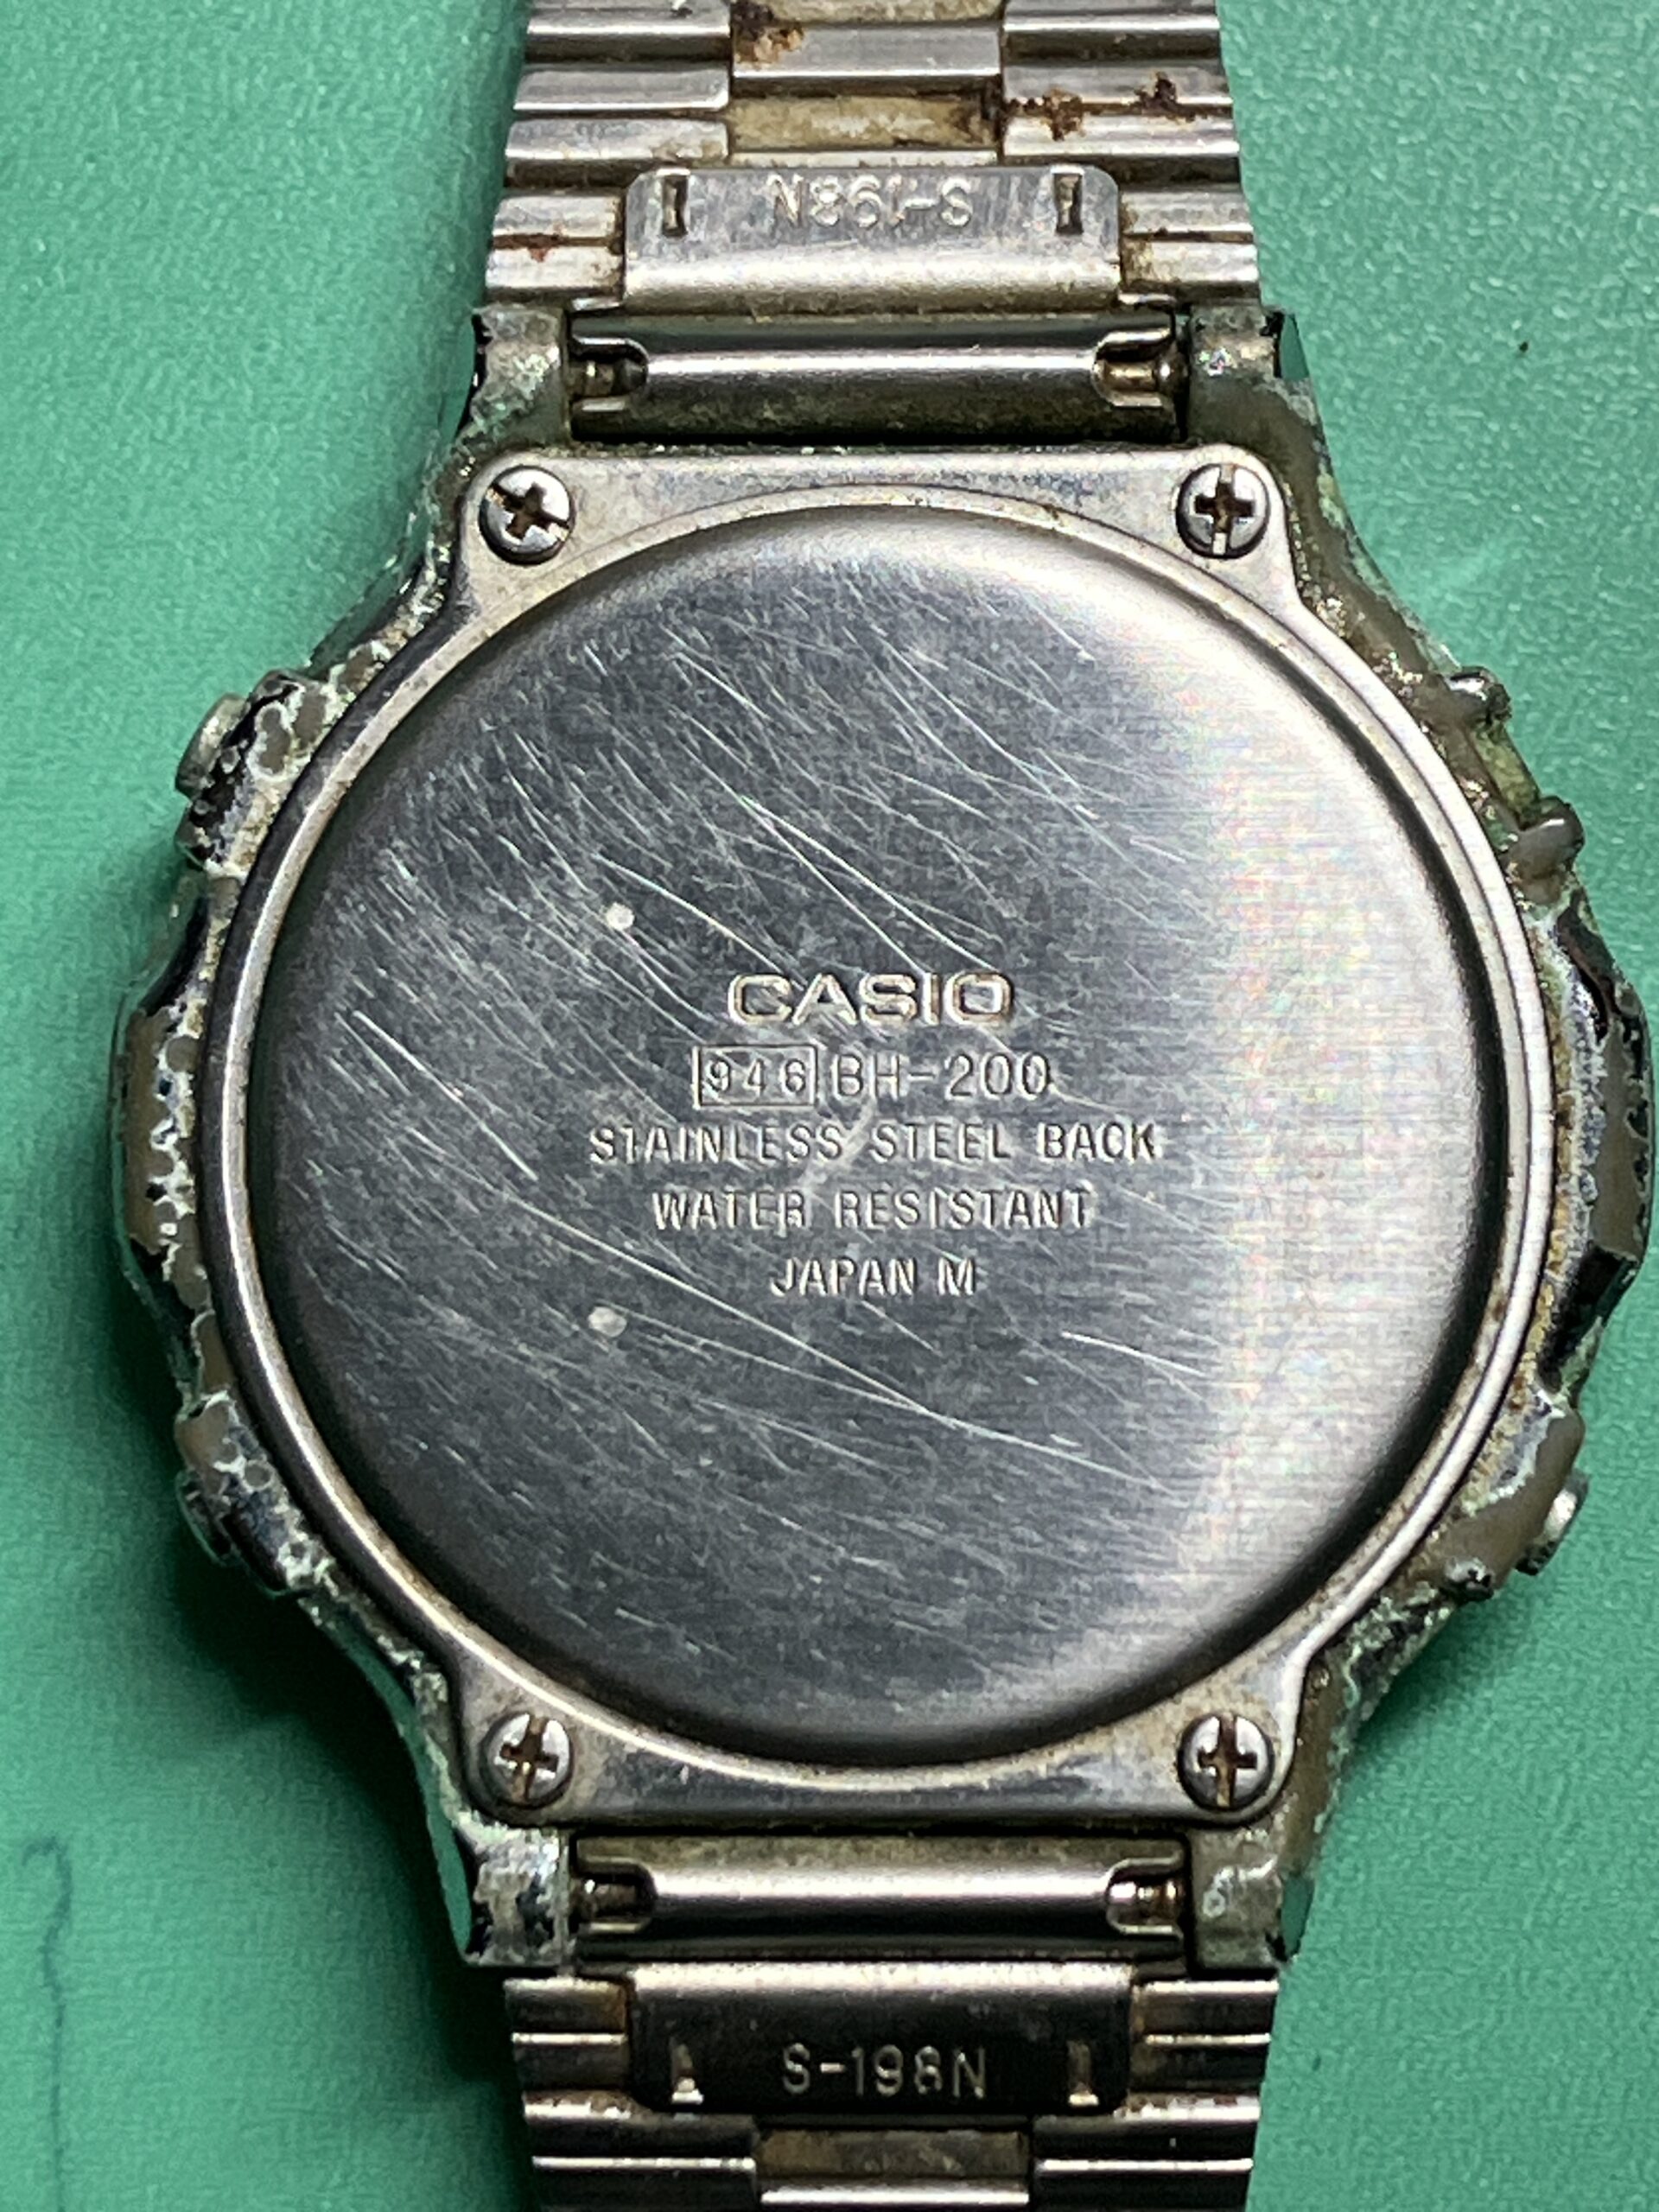 S-198N
CASIO
946 BH-200
STAINLESS STEEL BACK
WATER RESISTANT
JAPAN M
S-198N